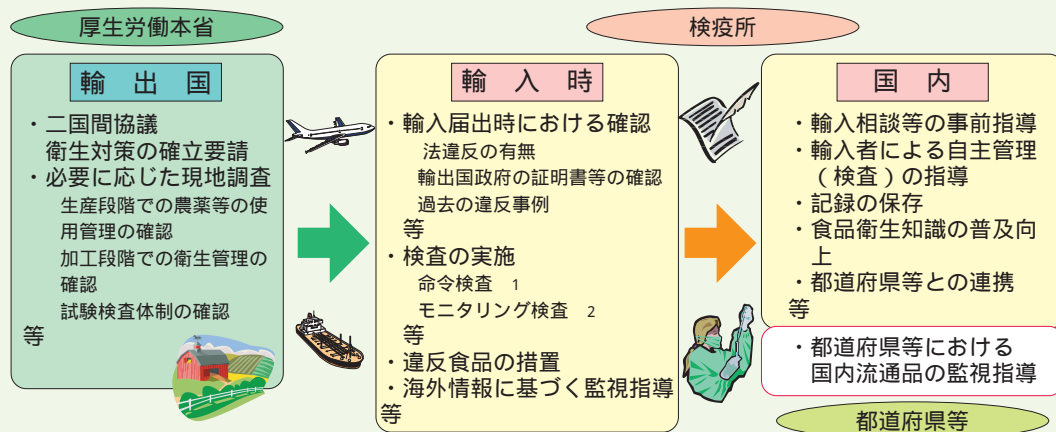 厚生労働本省
検疫所
輸出国
・二国間協議
衛生対策の確立要請
・必要に応じた現地調査
生産段階での農薬等の使
用管理の確認
加工段階での衛生管理の
確認
試験検査体制の確認
等
輸入時
・輸入届出時における確認
法違反の有無
輸出国政府の証明書等の確認
過去の違反事例
等
・検査の実施
命令検査 1
モニタリング検査 2
等
・違反食品の措置
・海外情報に基づく監視指導
等
国内
・輸入相談等の事前指導
・輸入者による自主管理
(検査)の指導
・記録の保存
・食品衛生知識の普及向
上
・都道府県等との連携
等
・都道府県等における
国内流通品の監視指導
都道府県等